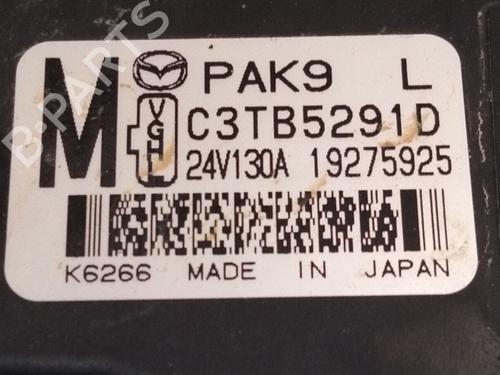 PAK9 L
M VGHL C3TB5291D
24V130A 19275925
K6266 MADE IN JAPAN
B-PARTS